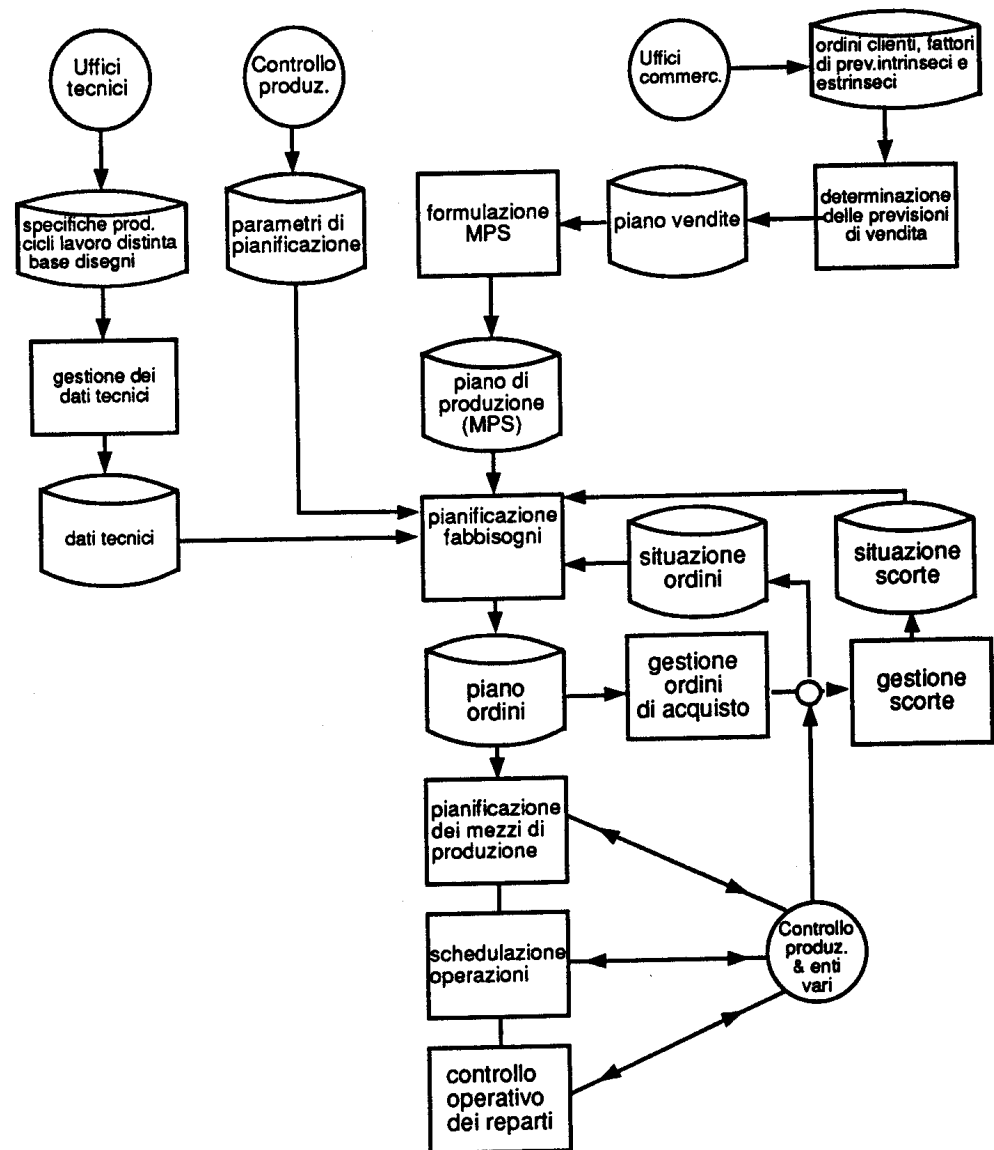 Uffici
tecnici
Controllo
produz.
Uffici
commerc.
ordini clienti, fattori
di prev.intrinseci e
estrinseci
specifiche prod.
cicli lavoro distinta
base disegni
parametri di
pianificazione
formulazione
MPS
piano vendite
determinazione
delle previsioni
di vendita
gestione dei
dati tecnici
piano di
produzione
(MPS)
dati tecnici
pianificazione
fabbisogni
situazione
ordini
situazione
scorte
piano
ordini
gestione
ordini
di acquisto
gestione
scorte
pianificazione
dei mezzi di
produzione
schedulazione
operazioni
Controllo
produz.
& enti
vari
controllo
operativo
dei reparti